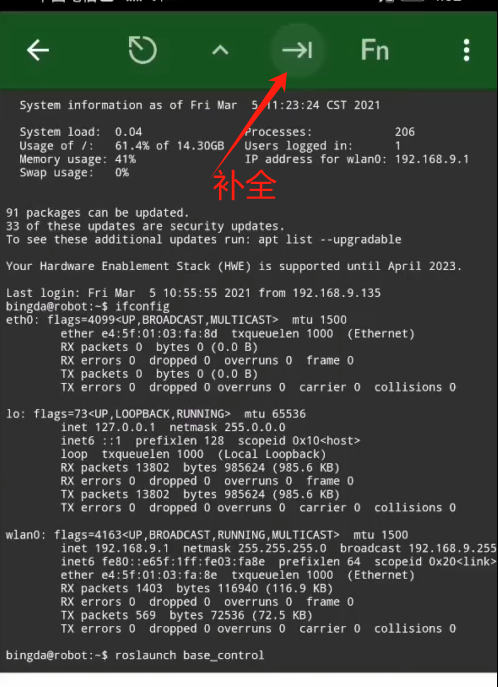 Fn
System information as of Fri Mar  5 11:23:24 CST 2021
System load:  0.04    Processes:           206
Usage of /:   61.4% of 14.30GB   Users logged in:     1
Memory usage: 41%    IP address for wlan0: 192.168.9.1
Swap usage:   0%
补全
91 packages can be updated.
33 of these updates are security updates.
To see these additional updates run: apt list --upgradable
Your Hardware Enablement Stack (HWE) is supported until April 2023.
Last login: Fri Mar  5 10:55:55 2021 from 192.168.9.135
bingda@robot:~$ ifconfig
eth0: flags=4099<UP,BROADCAST,MULTICAST>  mtu 1500
ether e4:5f:01:03:fa:8d  txqueuelen 1000  (Ethernet)
RX packets 0  bytes 0 (0.0 B)
RX errors 0  dropped 0  overruns 0  frame 0
TX packets 0  bytes 0 (0.0 B)
TX errors 0  dropped 0 overruns 0  carrier 0  collisions 0
lo: flags=73<UP,LOOPBACK,RUNNING>  mtu 65536
inet 127.0.0.1  netmask 255.0.0.0
inet6 ::1  prefixlen 128  scopeid 0x10<host>
loop  txqueuelen 1000  (Local Loopback)
RX packets 13802  bytes 985624 (985.6 KB)
RX errors 0  dropped 0  overruns 0  frame 0
TX packets 13802  bytes 985624 (985.6 KB)
TX errors 0  dropped 0 overruns 0  carrier 0  collisions 0
wlan0: flags=4163<UP,BROADCAST,RUNNING,MULTICAST>  mtu 1500
inet 192.168.9.1  netmask 255.255.255.0  broadcast 192.168.9.255
inet6 fe80::e65f:1ff:fe03:fa8e  prefixlen 64  scopeid 0x20<link>
ether e4:5f:01:03:fa:8e  txqueuelen 1000  (Ethernet)
RX packets 1403  bytes 116940 (116.9 KB)
RX errors 0  dropped 0  overruns 0  frame 0
TX packets 569  bytes 72536 (72.5 KB)
TX errors 0  dropped 0 overruns 0  carrier 0  collisions 0
bingda@robot:~$ roslaunch base_control